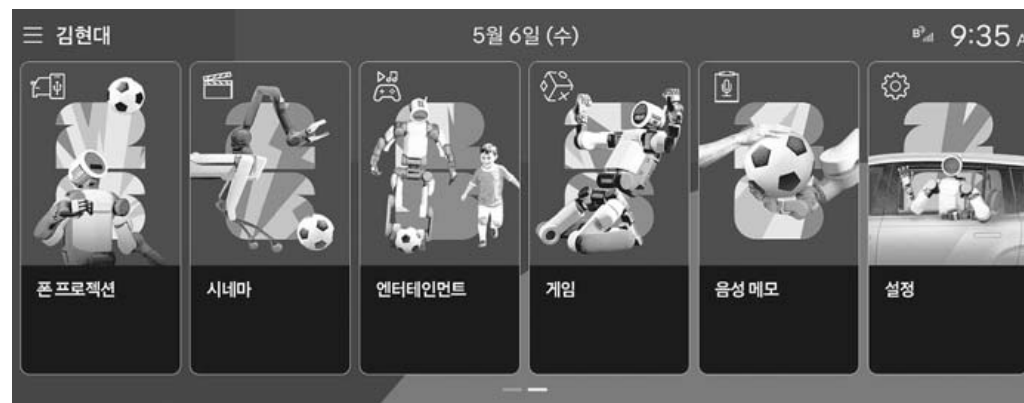 김현대
5월 6일 (수)
9:35 A
폰 프로젝션
시네마
엔터테인먼트
게임
음성 메모
설정